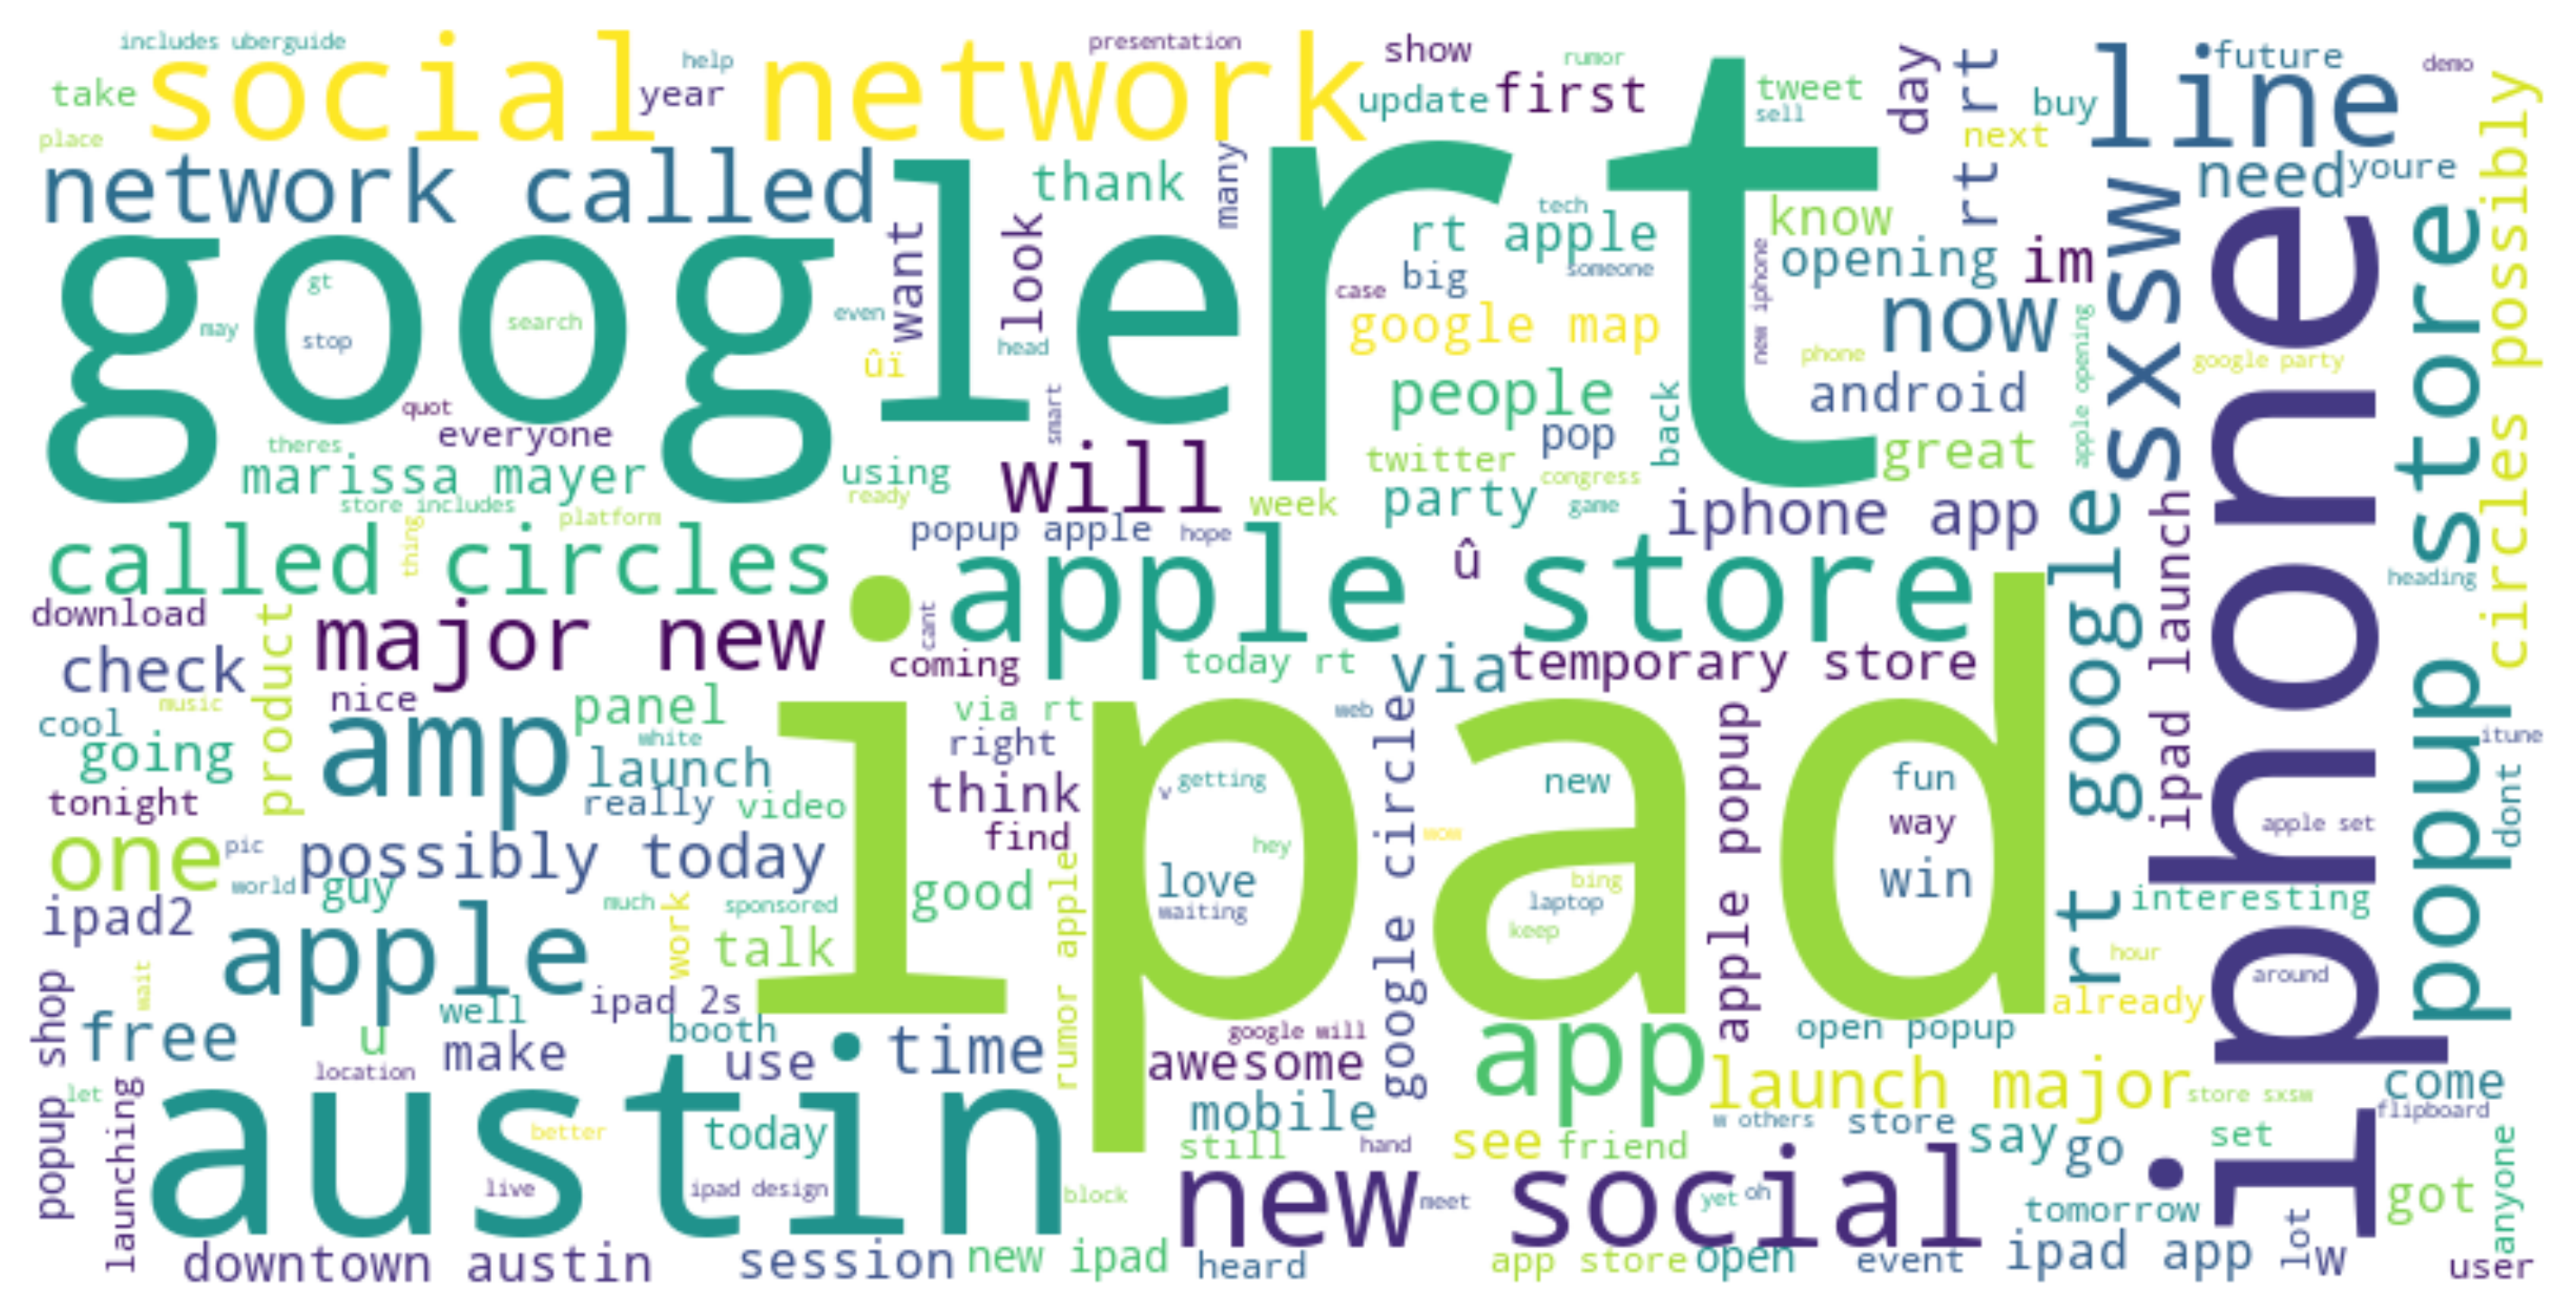 includes uberguide
social network
help
presentation
show
rumor
take
year
update
first
tweet
sell
day
rt rt
line
future
demo
buy
next
place
network called
thank
many
need
youre
google
rt
want
look
rt apple
tech
know
opening
im
sxsw
store
circles possibly
big
someone
case
new iphone
now
gt
may
stop
search
even
head
ûï
google map
phone
apple opening
google party
iphone
smart
people
back
android
quot
everyone
theres
pop
great
marissa mayer
using
will
twitter
congress
store includes
ready
week
party
game
iphone app
platform
thing
popup apple
hope
called circles
apple store
û
rt google
ipad launch
heading
download
product
major new
cant
coming
today rt
via
temporary store
check
nice
music
cool
going
amp
panel
white
launch
via rt
right
web
google circle
apple popup
popup
itune
ipad
tonight
really
video
think
v
getting
new
fun
way
win
apple set
dont
one
pic
possibly today
find
hey
wow
world
guy
much
sponsored
good
rumor apple
love
waiting
bing
laptop
keep
interesting
ipad2
apple
work
talk
hour
around
popup shop
wait
ipad 2s
already
free
well
u
booth
make
use
time
google will
awesome
app
open popup
location
launch major
store sxsw
come
flipboard
let
launching
austin
better
today
mobile
w others
store
still
hand
see
friend
say
go
set
anyone
live
ipad design
block
new social
meet
yet
oh
tomorrow
got
downtown austin
session
new ipad
heard
app store
open
event
ipad app
lot
w
user
rt